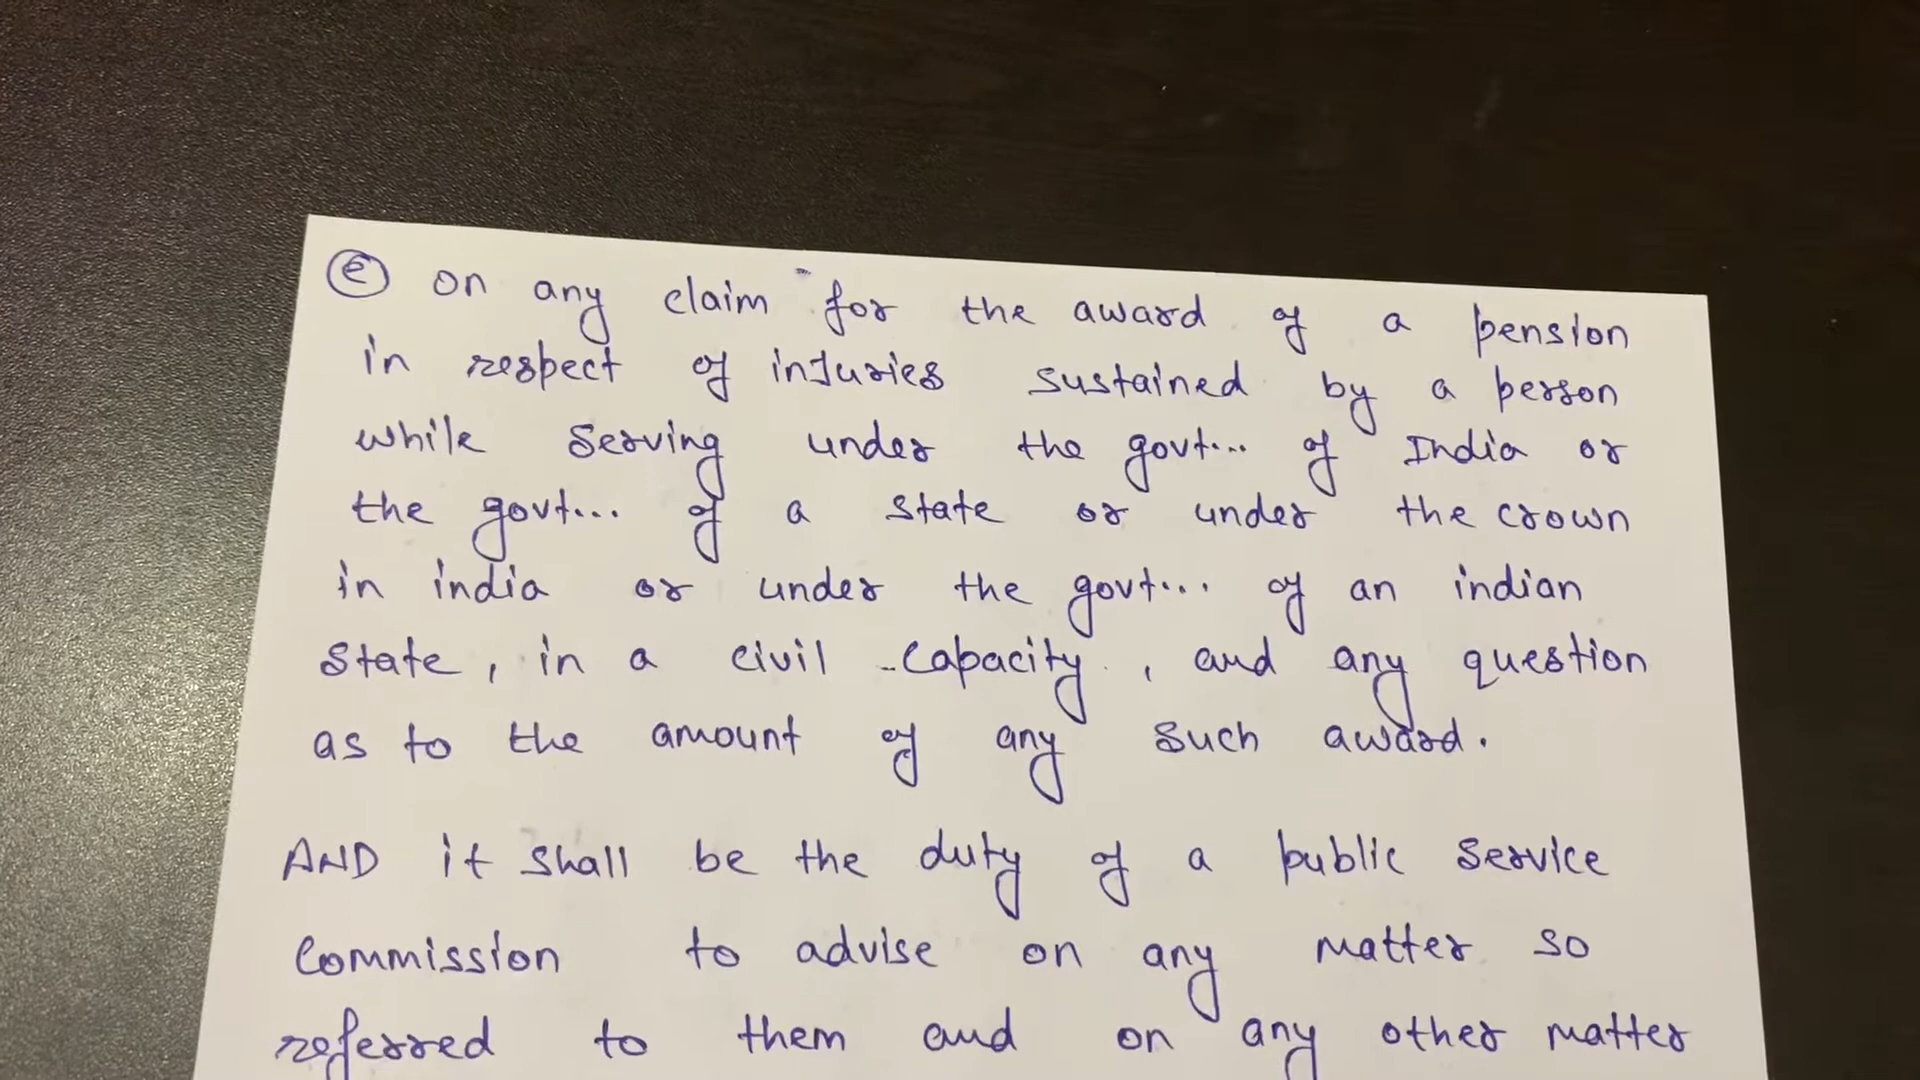 ⓔ on any claim for the award of a pension
in respect of injuries sustained by a person
while serving under the govt... of India or
the govt... of a state or under the crown
in india or under the govt... of an indian
state, in a civil capacity, and any question
as to the amount of any such award.
AND it shall be the duty of a public service
commission to advise on any matter so
referred to them and on any other matter